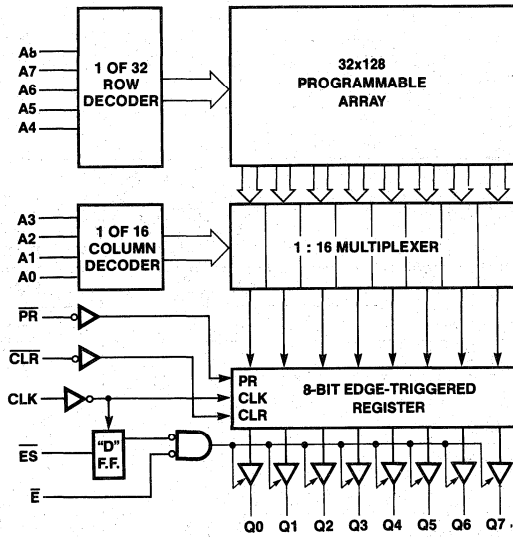 A8
A7
A6
A5
A4
1 OF 32
ROW
DECODER
32x128
PROGRAMMABLE
ARRAY
A3
A2
A1
A0
1 OF 16
COLUMN
DECODER
1 : 16 MULTIPLEXER
PR
CLR
CLK
ES
E
"D"
F.F.
PR
CLK
CLR
8-BIT EDGE-TRIGGERED
REGISTER
Q0 Q1 Q2 Q3 Q4 Q5 Q6 Q7